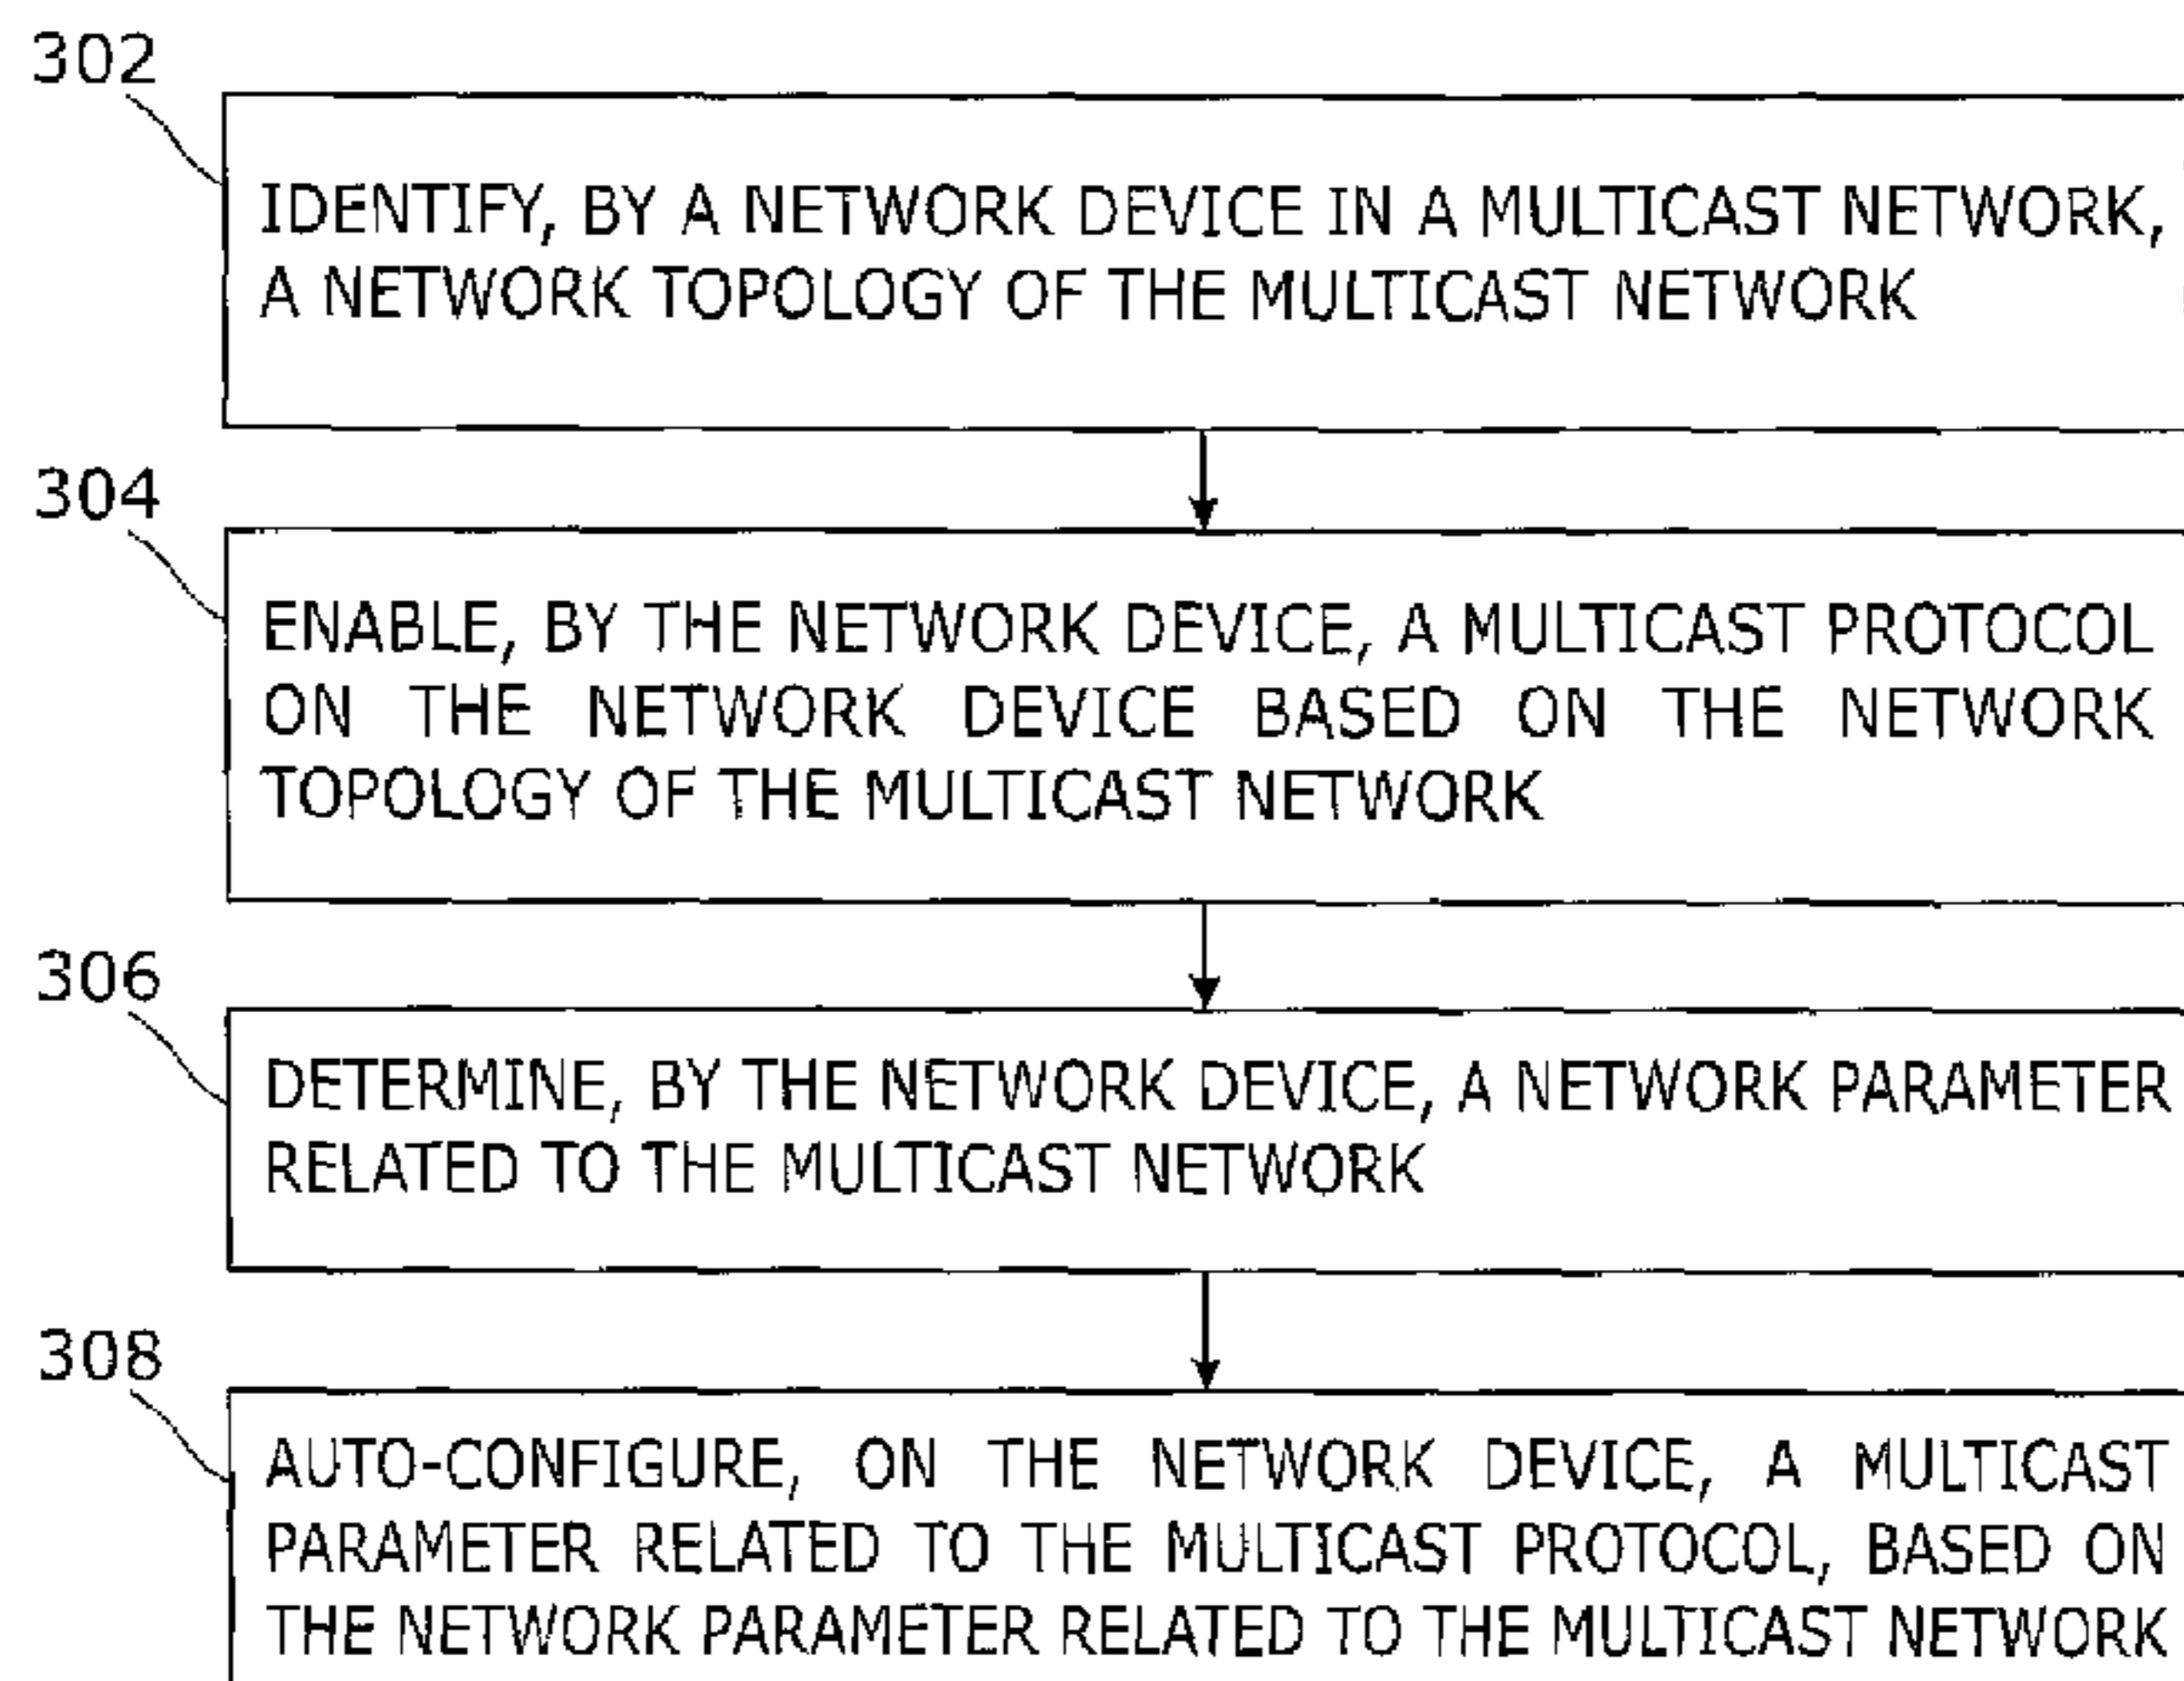 302
IDENTIFY, BY A NETWORK DEVICE IN A MULTICAST NETWORK,
A NETWORK TOPOLOGY OF THE MULTICAST NETWORK
304
ENABLE, BY THE NETWORK DEVICE, A MULTICAST PROTOCOL
ON THE NETWORK DEVICE BASED ON THE NETWORK
TOPOLOGY OF THE MULTICAST NETWORK
306
DETERMINE, BY THE NETWORK DEVICE, A NETWORK PARAMETER
RELATED TO THE MULTICAST NETWORK
308
AUTO-CONFIGURE, ON THE NETWORK DEVICE, A MULTICAST
PARAMETER RELATED TO THE MULTICAST PROTOCOL, BASED ON
THE NETWORK PARAMETER RELATED TO THE MULTICAST NETWORK